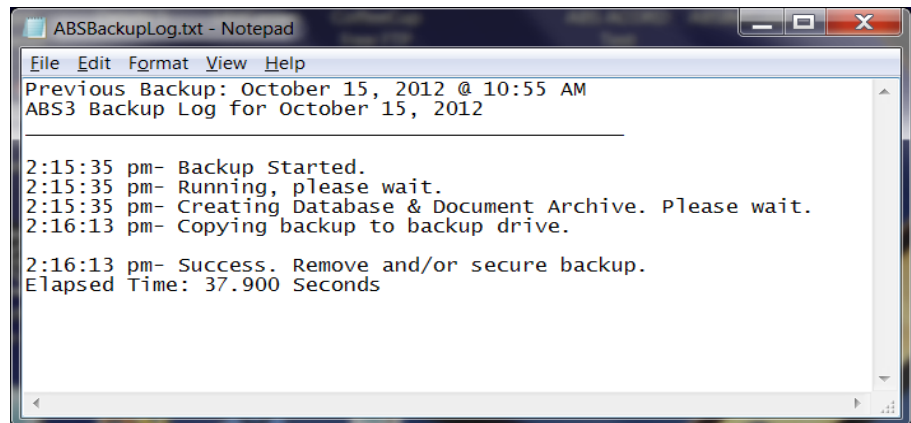 ABSBackupLog.txt - Notepad
File Edit Format View Help
Previous Backup: October 15, 2012 @ 10:55 AM
ABS3 Backup Log for October 15, 2012
2:15:35 pm- Backup Started.
2:15:35 pm- Running, please wait.
2:15:35 pm- Creating Database & Document Archive. Please wait.
2:16:13 pm- Copying backup to backup drive.
2:16:13 pm- Success. Remove and/or secure backup.
Elapsed Time: 37.900 Seconds